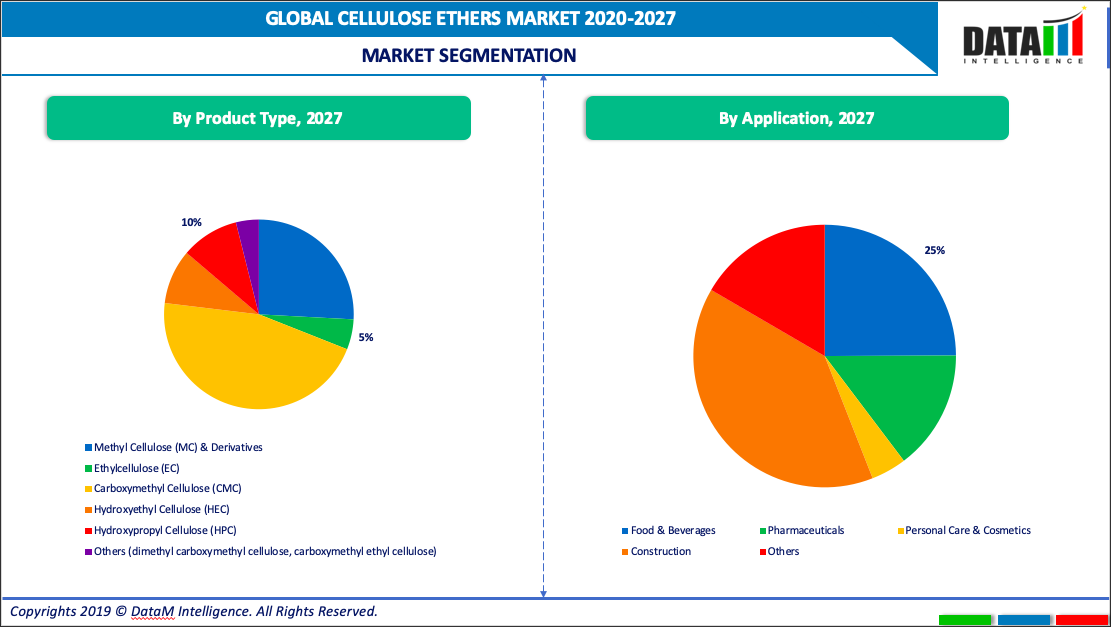 GLOBAL CELLULOSE ETHERS MARKET 2020-2027
DATAM
INTELLIGENCE
MARKET SEGMENTATION
By Product Type, 2027
10%
5%
Methyl Cellulose (MC) & Derivatives
Ethylcellulose (EC)
Carboxymethyl Cellulose (CMC)
Hydroxyethyl Cellulose (HEC)
Hydroxypropyl Cellulose (HPC)
Others (dimethyl carboxymethyl cellulose, carboxymethyl ethyl cellulose)
By Application, 2027
25%
Food & Beverages Pharmaceuticals Personal Care & Cosmetics
Construction Others
Copyrights 2019 © DataM Intelligence. All Rights Reserved.